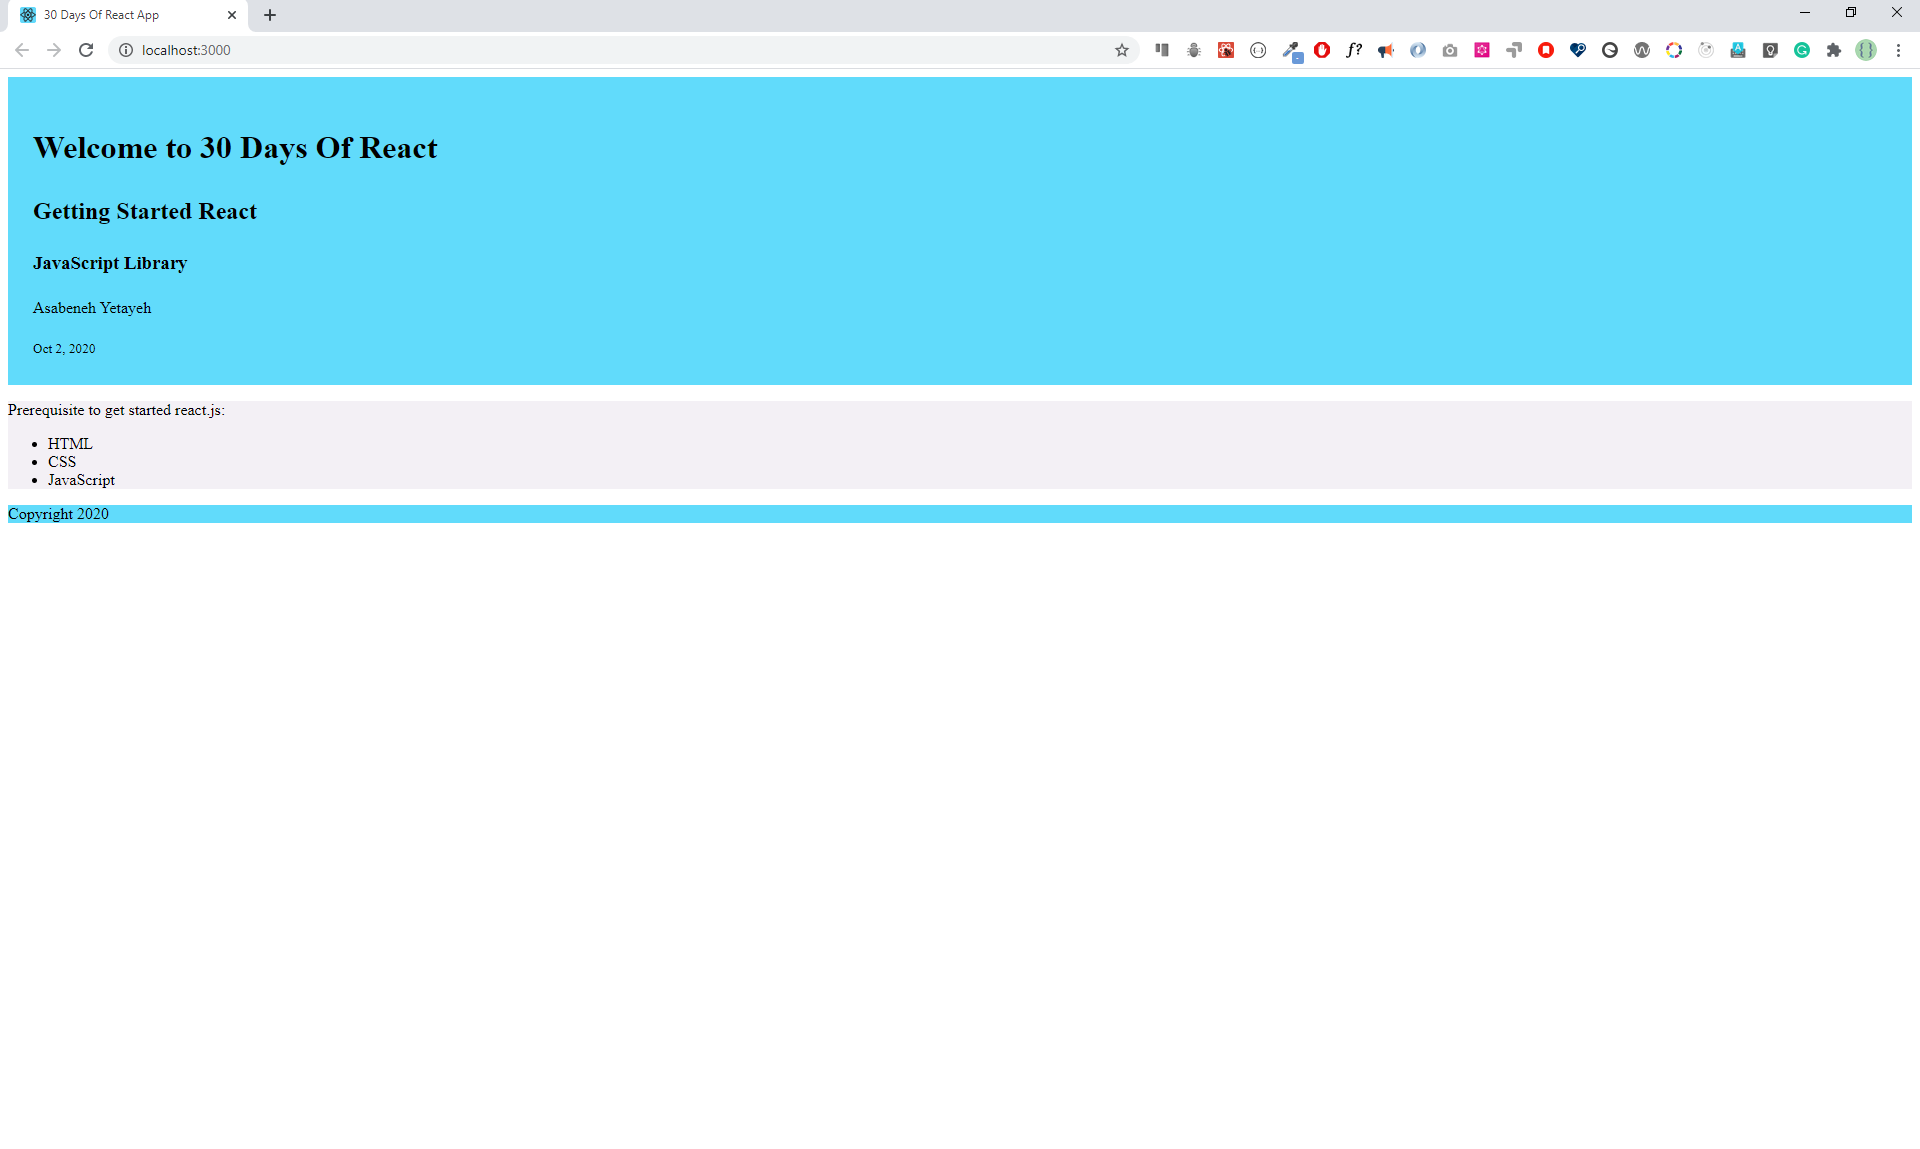 30 Days Of React App
localhost:3000
f?
Welcome to 30 Days Of React
Getting Started React
JavaScript Library
Asabeneh Yetayeh
Oct 2, 2020
Prerequisite to get started react.js:
• HTML
• CSS
• JavaScript
Copyright 2020